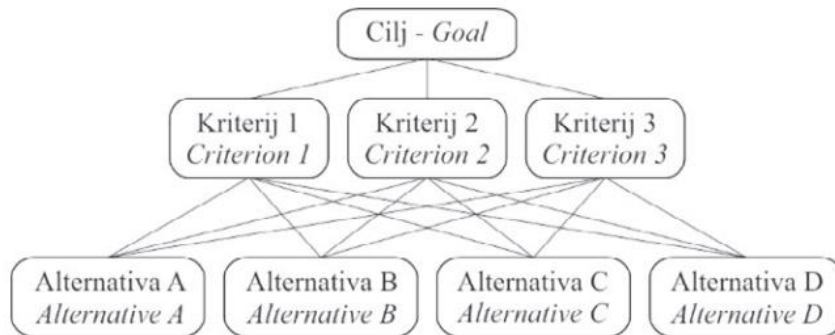 Cilj - Goal
Kriterij 1
Criterion 1
Kriterij 2
Criterion 2
Kriterij 3
Criterion 3
Alternativa A
Alternative A
Alternativa B
Alternative B
Alternativa C
Alternative C
Alternativa D
Alternative D